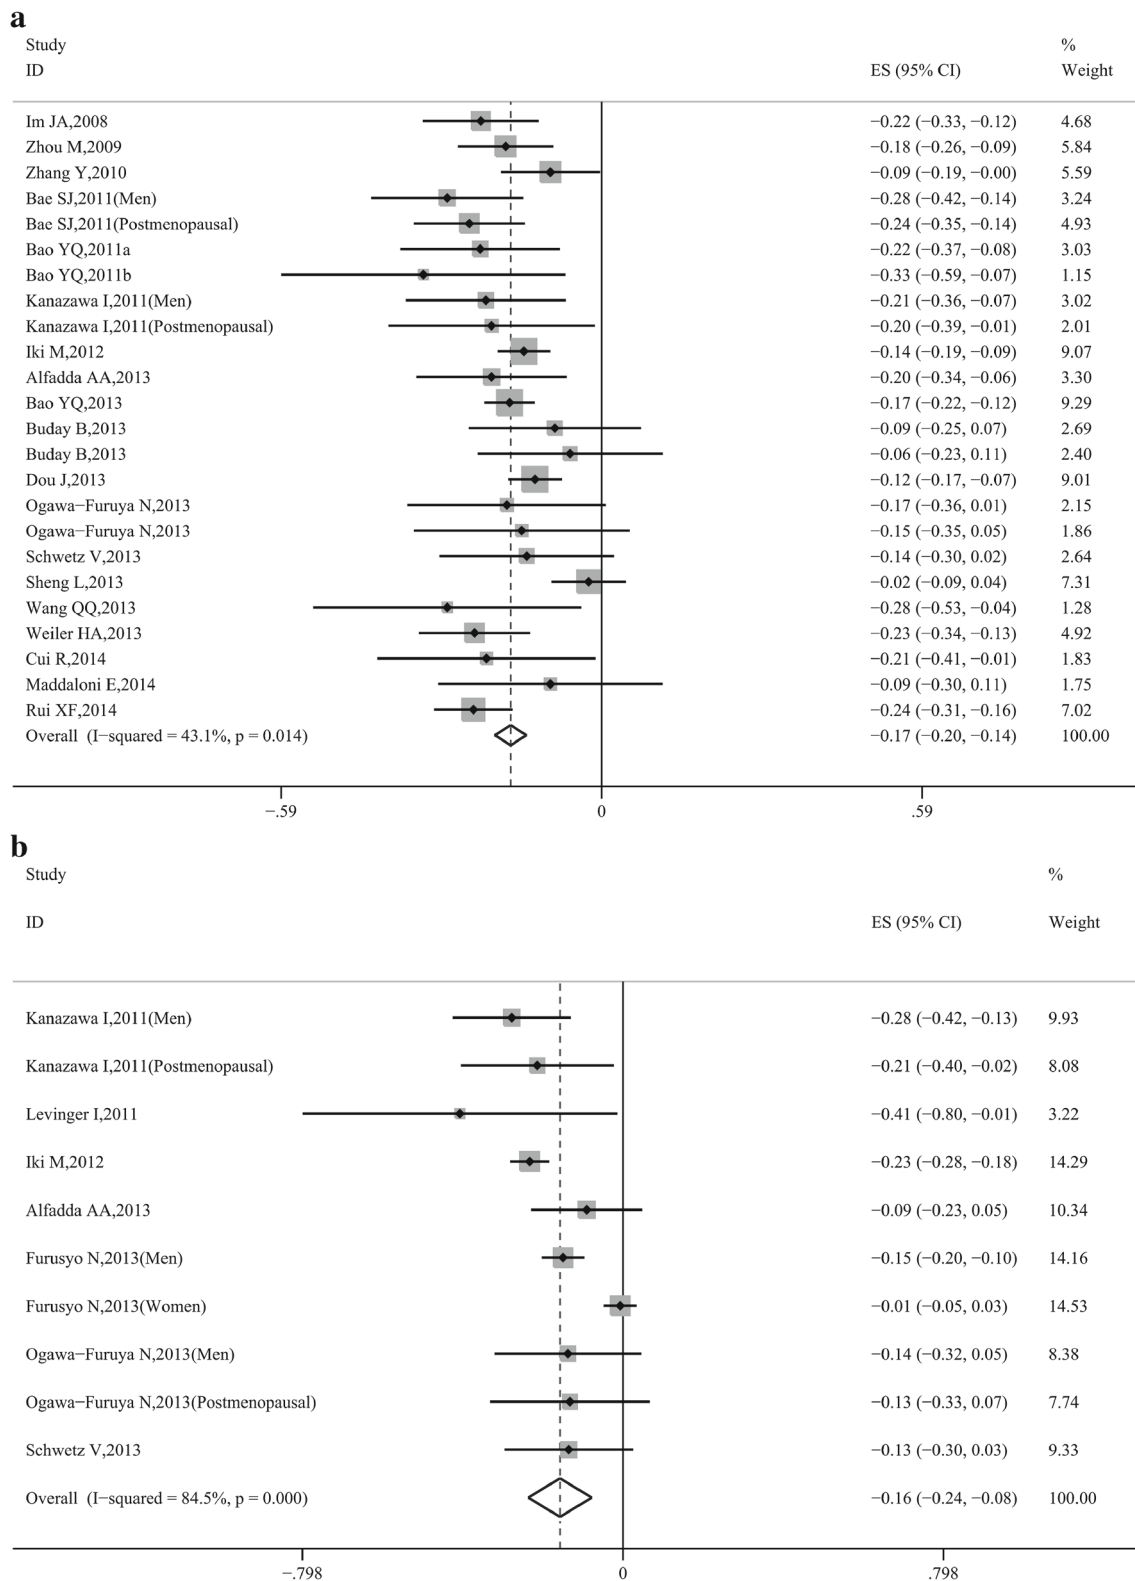 a
Study %
ID ES (95% CI) Weight
Im JA,2008 −0.22 (−0.33, −0.12) 4.68
Zhou M,2009 −0.18 (−0.26, −0.09) 5.84
Zhang Y,2010 −0.09 (−0.19, −0.00) 5.59
Bae SJ,2011(Men) −0.28 (−0.42, −0.14) 3.24
Bae SJ,2011(Postmenopausal) −0.24 (−0.35, −0.14) 4.93
Bao YQ,2011a −0.22 (−0.37, −0.08) 3.03
Bao YQ,2011b −0.33 (−0.59, −0.07) 1.15
Kanazawa I,2011(Men) −0.21 (−0.36, −0.07) 3.02
Kanazawa I,2011(Postmenopausal) −0.20 (−0.39, −0.01) 2.01
Iki M,2012 −0.14 (−0.19, −0.09) 9.07
Alfadda AA,2013 −0.20 (−0.34, −0.06) 3.30
Bao YQ,2013 −0.17 (−0.22, −0.12) 9.29
Buday B,2013 −0.09 (−0.25, 0.07) 2.69
Buday B,2013 −0.06 (−0.23, 0.11) 2.40
Dou J,2013 −0.12 (−0.17, −0.07) 9.01
Ogawa−Furuya N,2013 −0.17 (−0.36, 0.01) 2.15
Ogawa−Furuya N,2013 −0.15 (−0.35, 0.05) 1.86
Schwetz V,2013 −0.14 (−0.30, 0.02) 2.64
Sheng L,2013 −0.02 (−0.09, 0.04) 7.31
Wang QQ,2013 −0.28 (−0.53, −0.04) 1.28
Weiler HA,2013 −0.23 (−0.34, −0.13) 4.92
Cui R,2014 −0.21 (−0.41, −0.01) 1.83
Maddaloni E,2014 −0.09 (−0.30, 0.11) 1.75
Rui XF,2014 −0.24 (−0.31, −0.16) 7.02
Overall (I−squared = 43.1%, p = 0.014) −0.17 (−0.20, −0.14) 100.00
−.59 0 .59
b
Study %
ID ES (95% CI) Weight
Kanazawa I,2011(Men) −0.28 (−0.42, −0.13) 9.93
Kanazawa I,2011(Postmenopausal) −0.21 (−0.40, −0.02) 8.08
Levinger I,2011 −0.41 (−0.80, −0.01) 3.22
Iki M,2012 −0.23 (−0.28, −0.18) 14.29
Alfadda AA,2013 −0.09 (−0.23, 0.05) 10.34
Furusyo N,2013(Men) −0.15 (−0.20, −0.10) 14.16
Furusyo N,2013(Women) −0.01 (−0.05, 0.03) 14.53
Ogawa−Furuya N,2013(Men) −0.14 (−0.32, 0.05) 8.38
Ogawa−Furuya N,2013(Postmenopausal) −0.13 (−0.33, 0.07) 7.74
Schwetz V,2013 −0.13 (−0.30, 0.03) 9.33
Overall (I−squared = 84.5%, p = 0.000) −0.16 (−0.24, −0.08) 100.00
−.798 0 .798